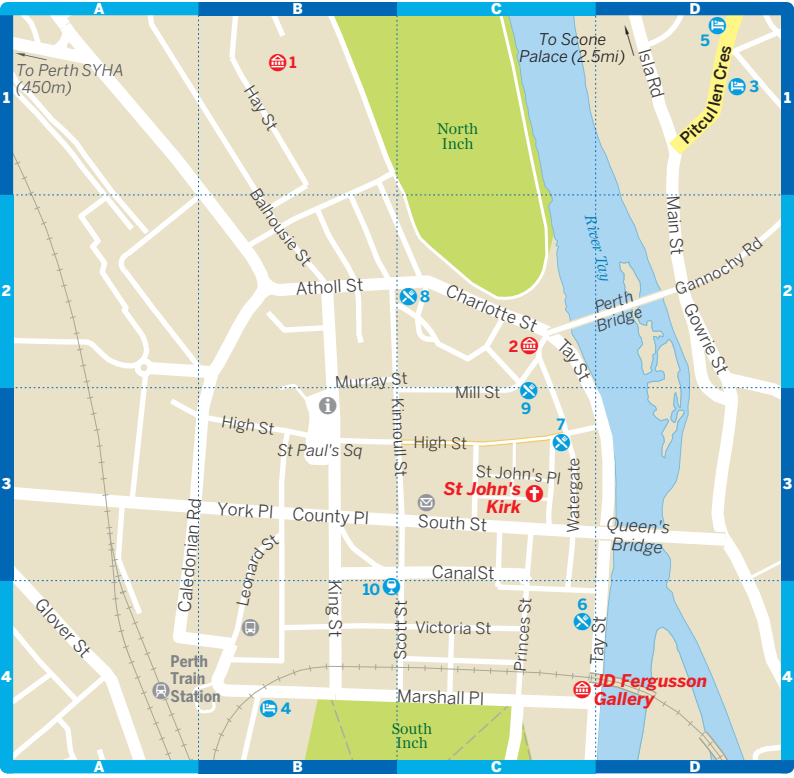 A
B
C
D
To Perth SYHA
(450m)
1
1
1
Hay St
North
Inch
To Scone
Palace (2.5mi)
Isla Rd
5
3
Pitcullen Cres
Balhousie St
River Tay
Main St
Gannochy Rd
2
2
Atholl St
8
Charlotte St
Perth
Bridge
Gowrie St
2
Tay St
Murray St
Mill St
9
Kinnoull St
High St
High St
7
St Paul's Sq
St John's Pl
Watergate
3
3
St John's
Kirk
York Pl
County Pl
South St
Queen's
Bridge
Caledonian Rd
Leonard St
Canal St
10
6
King St
Scott St
Victoria St
Princes St
Tay St
Glover St
4
4
Perth
Train
Station
JD Fergusson
Gallery
Marshall Pl
4
South
Inch
A
B
C
D